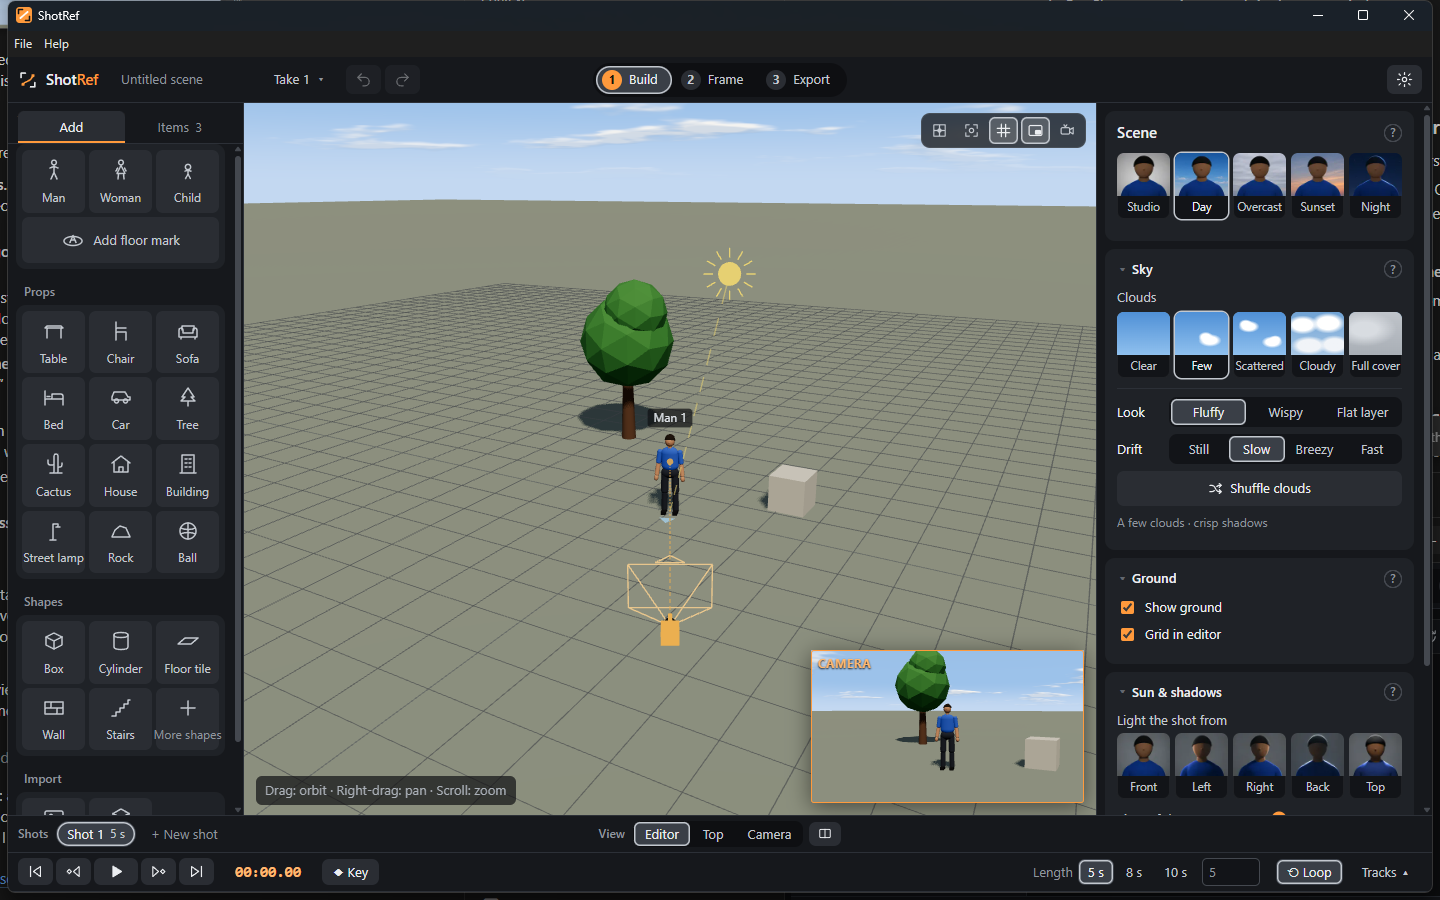 ShotRef
File Help
ShotRef Untitled scene Take 1 1 Build 2 Frame 3 Export
Add Items 3
Man Woman Child
Add floor mark
Props
Table Chair Sofa
Bed Car Tree
Cactus House Building
Street lamp Rock Ball
Shapes
Box Cylinder Floor tile
Wall Stairs More shapes
Import
Man 1
CAMERA
Drag: orbit · Right-drag: pan · Scroll: zoom
Scene ?
Studio Day Overcast Sunset Night
Sky ?
Clouds
Clear Few Scattered Cloudy Full cover
Look Fluffy Wispy Flat layer
Drift Still Slow Breezy Fast
Shuffle clouds
A few clouds · crisp shadows
Ground ?
Show ground
Grid in editor
Sun & shadows ?
Light the shot from
Front Left Right Back Top
Shots Shot 1 5 s + New shot View Editor Top Camera
00:00.00 Key Length 5 s 8 s 10 s 5 Loop Tracks